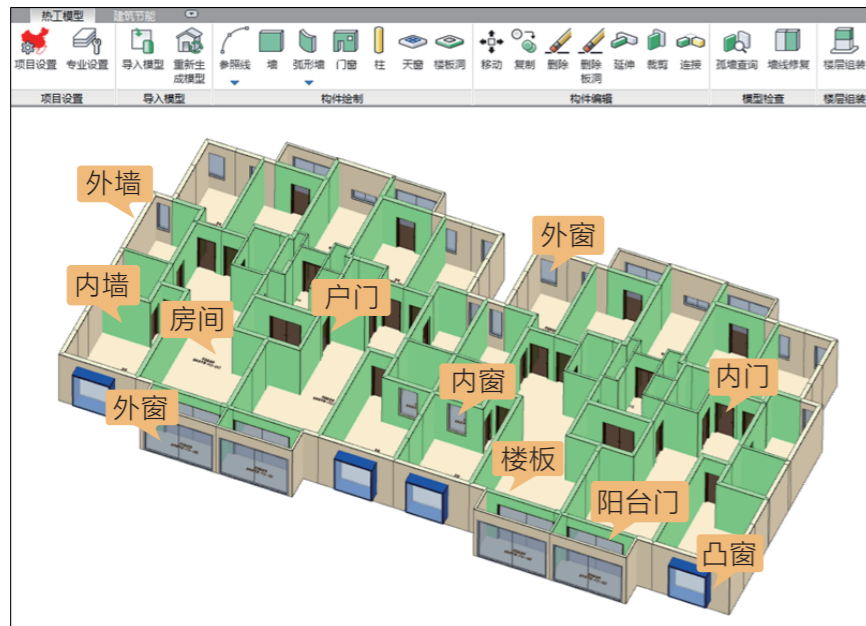 热工模型 建筑节能
项目设置 专业设置 导入模型 重新生成模型 参照线 墙 弧形墙 门窗 柱 天窗 楼板洞 移动 复制 删除 删除板洞 延伸 裁剪 连接 孤墙查询 墙线修复 楼层组装
项目设置 导入模型 构件绘制 构件编辑 模型检查 楼层组装
外墙
外窗
内墙
房间
户门
内窗
内门
外窗
楼板
阳台门
凸窗